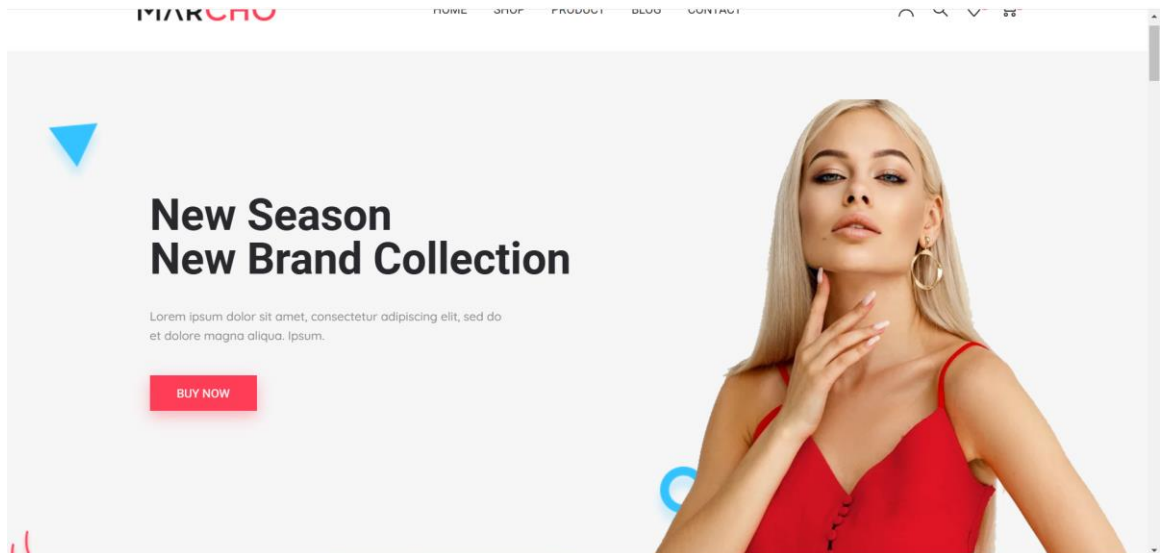 MARCHO
HOME SHOP PRODUCT BLOG CONTACT
New Season
New Brand Collection
Lorem ipsum dolor sit amet, consectetur adipiscing elit, sed do
et dolore magna aliqua. Ipsum.
BUY NOW